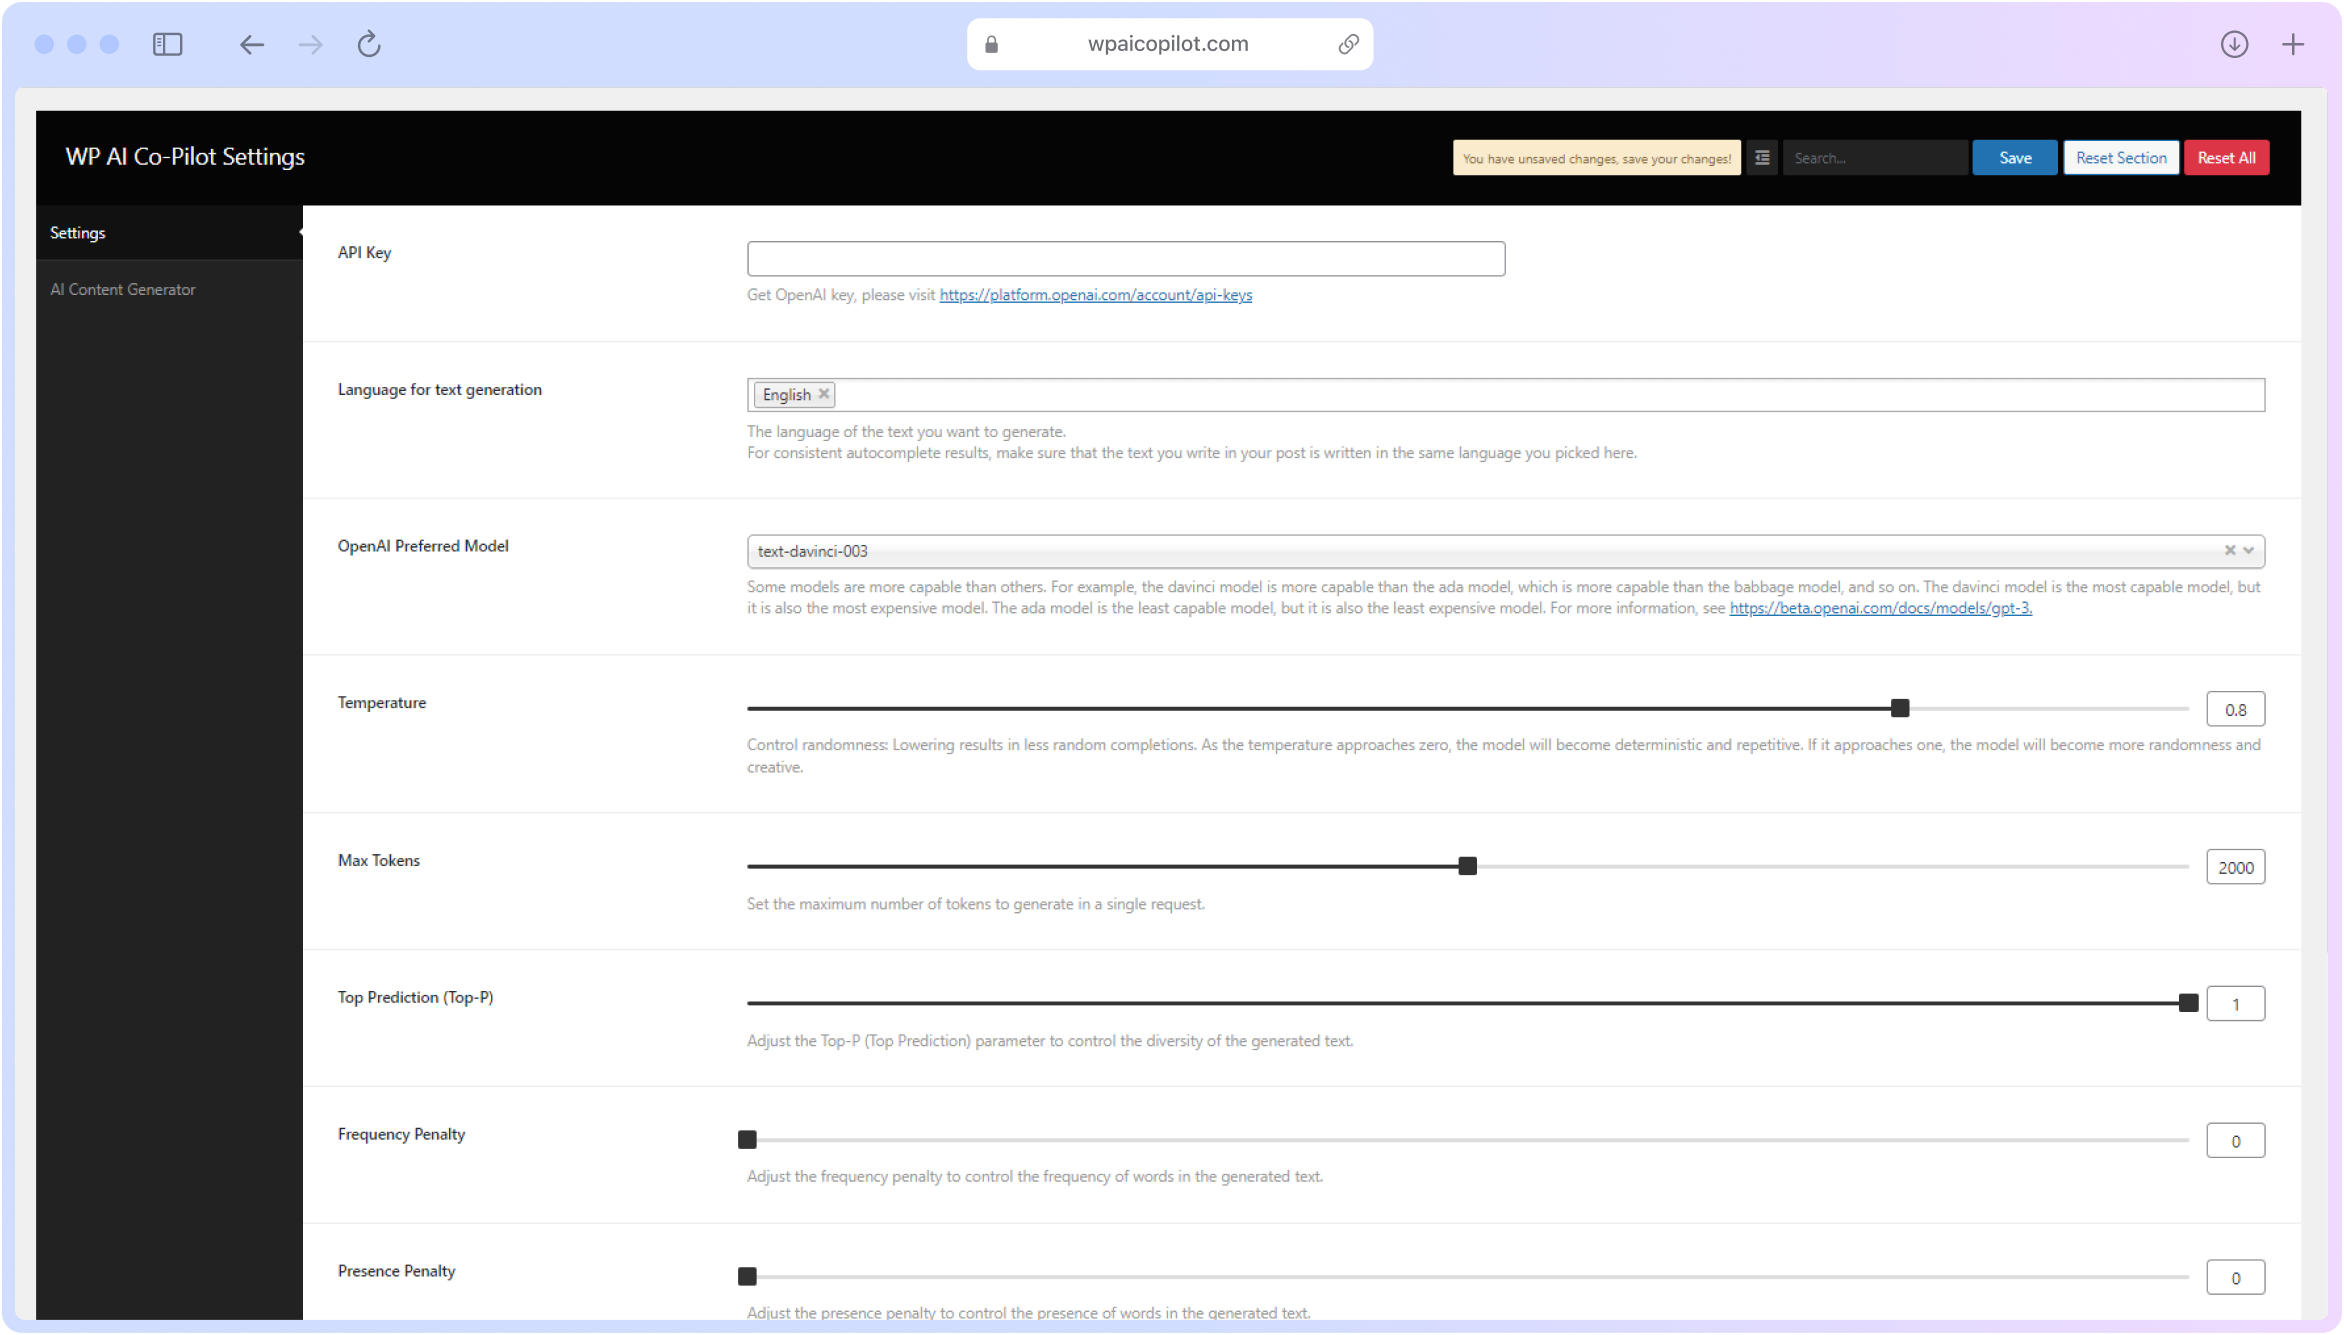 wpaicopilot.com
WP AI Co-Pilot Settings
You have unsaved changes, save your changes!
Search...
Save
Reset Section
Reset All
Settings
AI Content Generator
API Key
Get OpenAI key, please visit https://platform.openai.com/account/api-keys
Language for text generation
English
The language of the text you want to generate.
For consistent autocomplete results, make sure that the text you write in your post is written in the same language you picked here.
OpenAI Preferred Model
text-davinci-003
Some models are more capable than others. For example, the davinci model is more capable than the ada model, which is more capable than the babbage model, and so on. The davinci model is the most capable model, but
it is also the most expensive model. The ada model is the least capable model, but it is also the least expensive model. For more information, see https://beta.openai.com/docs/models/gpt-3.
Temperature
0.8
Control randomness: Lowering results in less random completions. As the temperature approaches zero, the model will become deterministic and repetitive. If it approaches one, the model will become more randomness and
creative.
Max Tokens
2000
Set the maximum number of tokens to generate in a single request.
Top Prediction (Top-P)
1
Adjust the Top-P (Top Prediction) parameter to control the diversity of the generated text.
Frequency Penalty
0
Adjust the frequency penalty to control the frequency of words in the generated text.
Presence Penalty
0
Adjust the presence penalty to control the presence of words in the generated text.